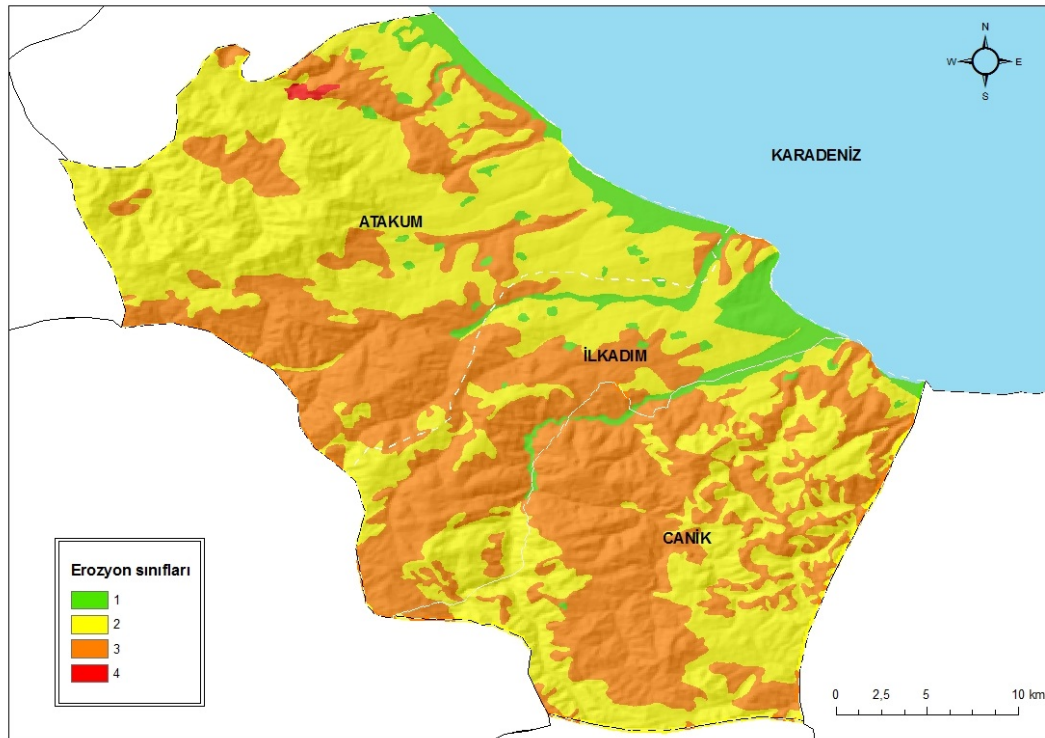 N
W E
S
KARADENİZ
ATAKUM
İLKADIM
CANİK
Erozyon sınıfları
1
2
3
4
0 2,5 5 10 km